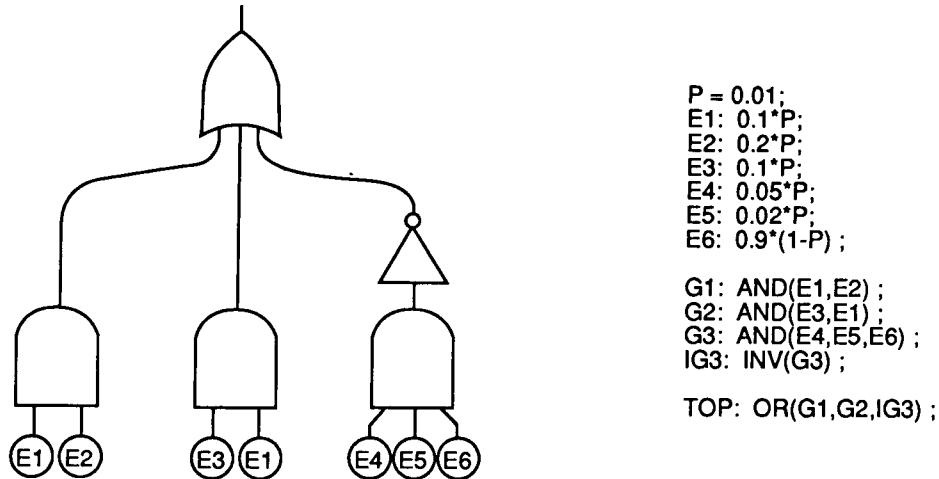 P = 0.01;
E1: 0.1*P;
E2: 0.2*P;
E3: 0.1*P;
E4: 0.05*P;
E5: 0.02*P;
E6: 0.9*(1-P) ;
G1: AND(E1,E2) ;
G2: AND(E3,E1) ;
G3: AND(E4,E5,E6) ;
IG3: INV(G3) ;
TOP: OR(G1,G2,IG3) ;
E1 E2 E3 E1 E4 E5 E6